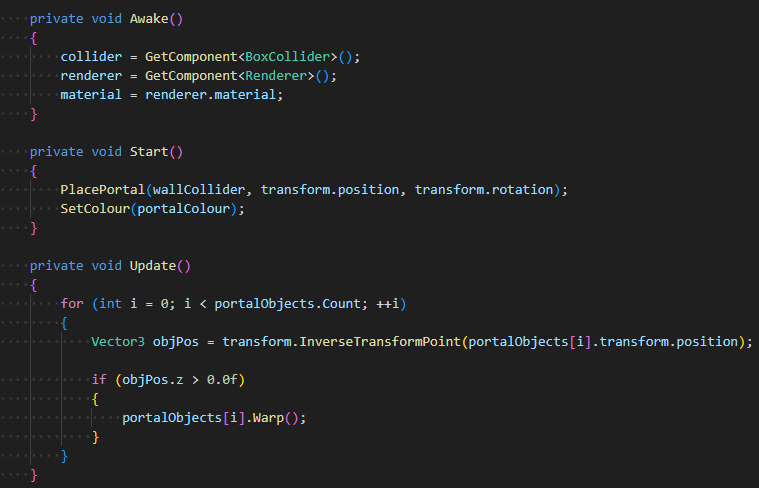 private void Awake()
{
collider = GetComponent<BoxCollider>();
renderer = GetComponent<Renderer>();
material = renderer.material;
}
private void Start()
{
PlacePortal(wallCollider, transform.position, transform.rotation);
SetColour(portalColour);
}
private void Update()
{
for (int i = 0; i < portalObjects.Count; ++i)
{
Vector3 objPos = transform.InverseTransformPoint(portalObjects[i].transform.position);
if (objPos.z > 0.0f)
{
portalObjects[i].Warp();
}
}
}